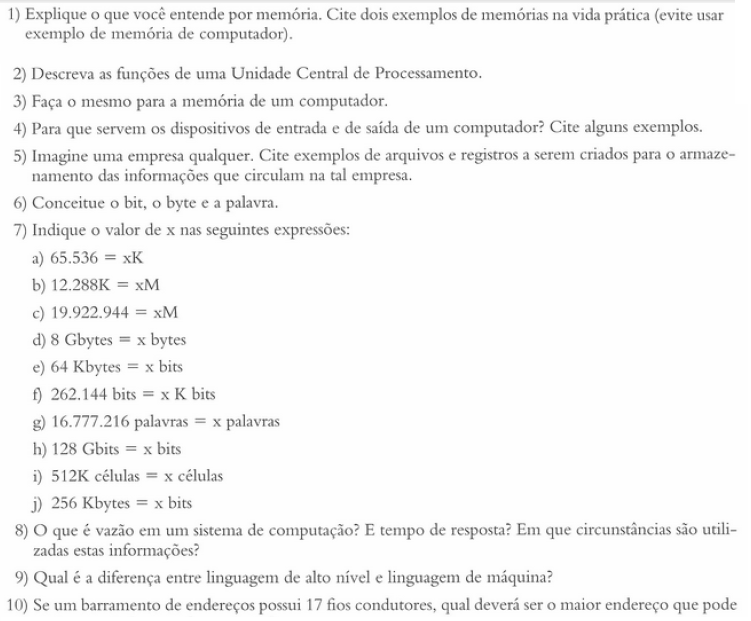 1) Explique o que você entende por memória. Cite dois exemplos de memórias na vida prática (evite usar
exemplo de memória de computador).
2) Descreva as funções de uma Unidade Central de Processamento.
3) Faça o mesmo para a memória de um computador.
4) Para que servem os dispositivos de entrada e de saída de um computador? Cite alguns exemplos.
5) Imagine uma empresa qualquer. Cite exemplos de arquivos e registros a serem criados para o armaze-
namento das informações que circulam na tal empresa.
6) Conceitue o bit, o byte e a palavra.
7) Indique o valor de x nas seguintes expressões:
a) 65.536 = xK
b) 12.288K = xM
c) 19.922.944 = xM
d) 8 Gbytes = x bytes
e) 64 Kbytes = x bits
f) 262.144 bits = x K bits
g) 16.777.216 palavras = x palavras
h) 128 Gbits = x bits
i) 512K células = x células
j) 256 Kbytes = x bits
8) O que é vazão em um sistema de computação? E tempo de resposta? Em que circunstâncias são utili-
zadas estas informações?
9) Qual é a diferença entre linguagem de alto nível e linguagem de máquina?
10) Se um barramento de endereços possui 17 fios condutores, qual deverá ser o maior endereço que pode